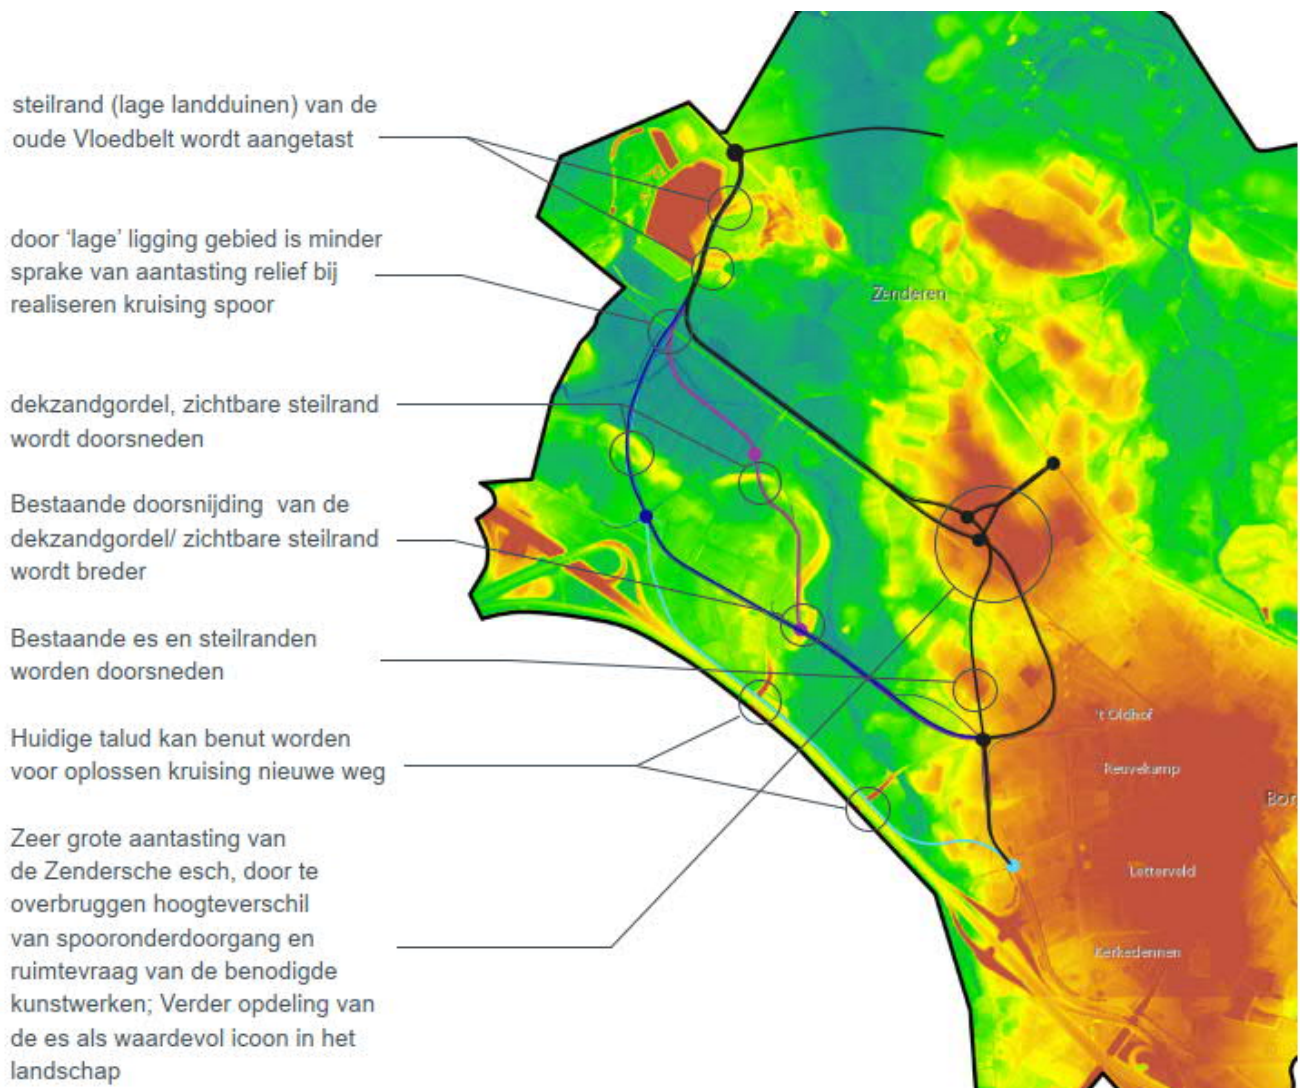 steilrand (lage landduinen) van de
oude Vloedbelt wordt aangetast
door ‘lage’ ligging gebied is minder
sprake van aantasting relief bij
realiseren kruising spoor
dekzandgordel, zichtbare steilrand
wordt doorsneden
Bestaande doorsnijding  van de
dekzandgordel/ zichtbare steilrand
wordt breder
Bestaande es en steilranden
worden doorsneden
Huidige talud kan benut worden
voor oplossen kruising nieuwe weg
Zeer grote aantasting van
de Zendersche esch, door te
overbruggen hoogteverschil
van spooronderdoorgang en
ruimtevraag van de benodigde
kunstwerken; Verder opdeling van
de es als waardevol icoon in het
landschap
Zenderen
't Oldhof
Reuvekamp
Bor
Letterveld
Kerkedennen